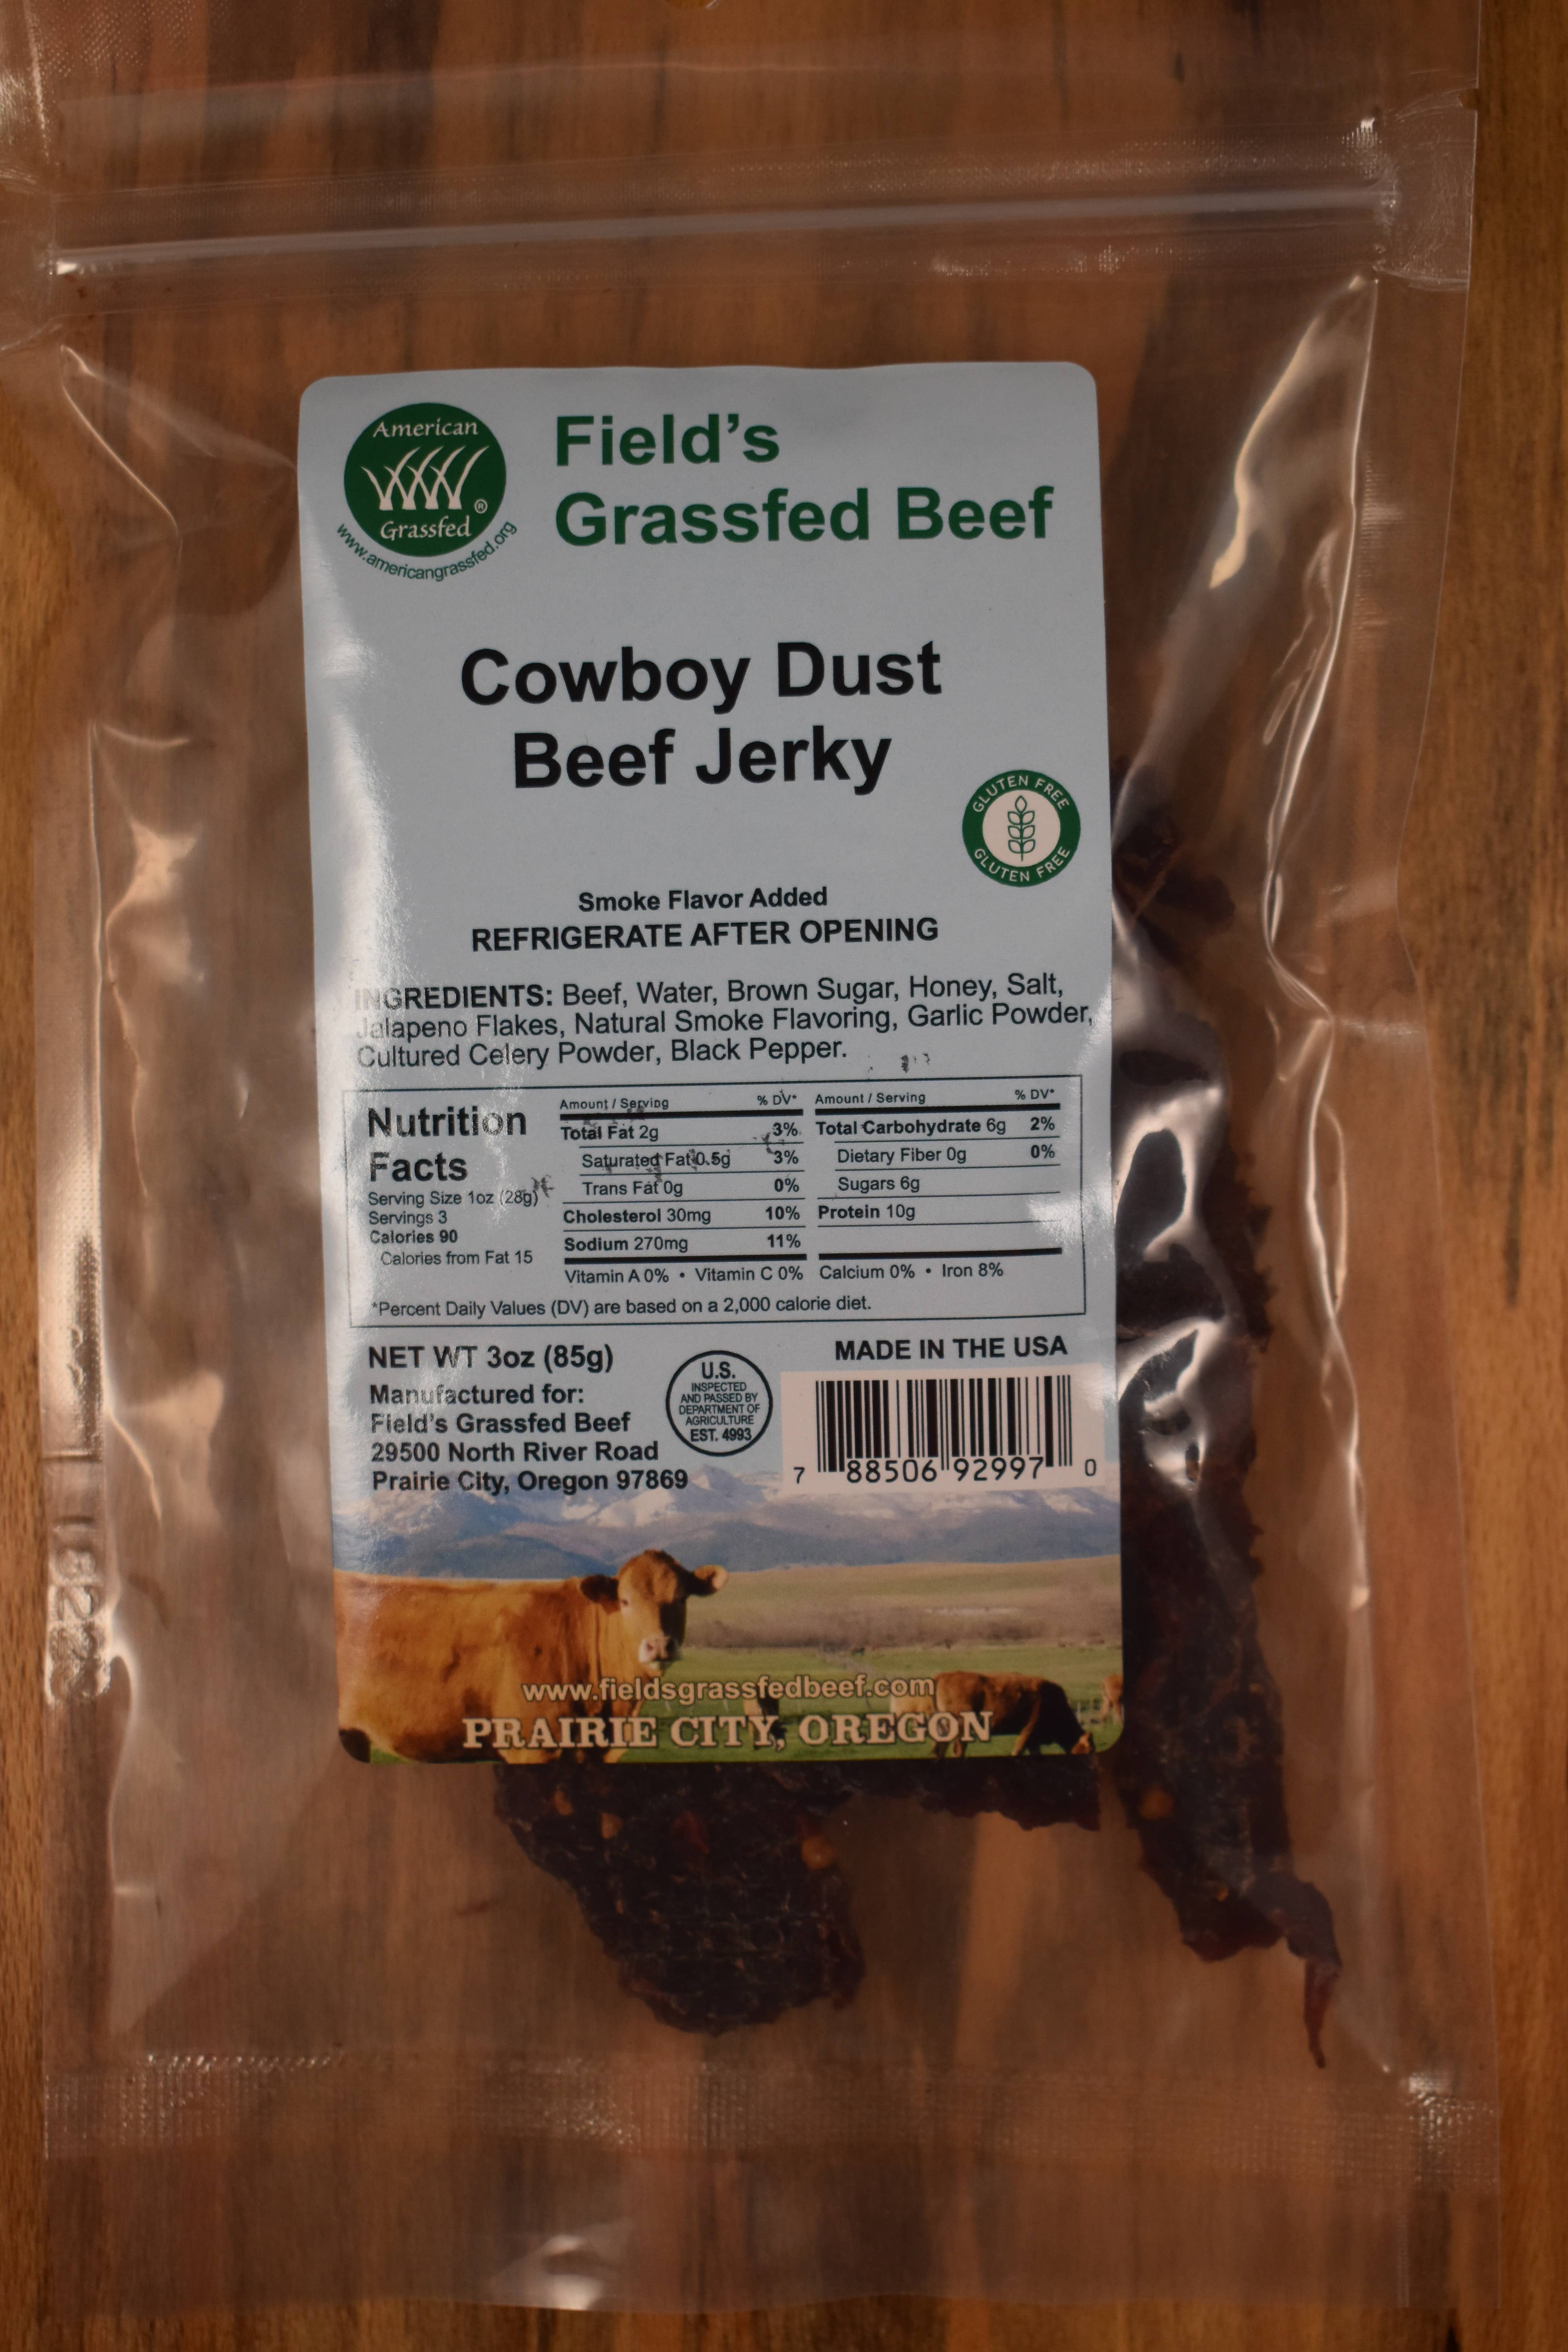 American
Grassfed
®
www.americangrassfed.org
Field's
Grassfed Beef
Cowboy Dust
Beef Jerky
GLUTEN FREE
GLUTEN FREE
Smoke Flavor Added
REFRIGERATE AFTER OPENING
INGREDIENTS: Beef, Water, Brown Sugar, Honey, Salt,
Jalapeno Flakes, Natural Smoke Flavoring, Garlic Powder,
Cultured Celery Powder, Black Pepper.
Nutrition
Facts
Serving Size 1oz (28g)
Servings 3
Calories 90
Calories from Fat 15
Amount / Serving % DV*
Total Fat 2g 3%
Saturated Fat 0.5g 3%
Trans Fat 0g 0%
Cholesterol 30mg 10%
Sodium 270mg 11%
Amount / Serving % DV*
Total Carbohydrate 6g 2%
Dietary Fiber 0g 0%
Sugars 6g
Protein 10g
Vitamin A 0% • Vitamin C 0% Calcium 0% • Iron 8%
*Percent Daily Values (DV) are based on a 2,000 calorie diet.
NET WT 3oz (85g)
Manufactured for:
Field's Grassfed Beef
29500 North River Road
Prairie City, Oregon 97869
U.S.
INSPECTED
AND PASSED BY
DEPARTMENT OF
AGRICULTURE
EST. 4993
MADE IN THE USA
7 88506 92997 0
www.fieldsgrassfedbeef.com
PRAIRIE CITY, OREGON